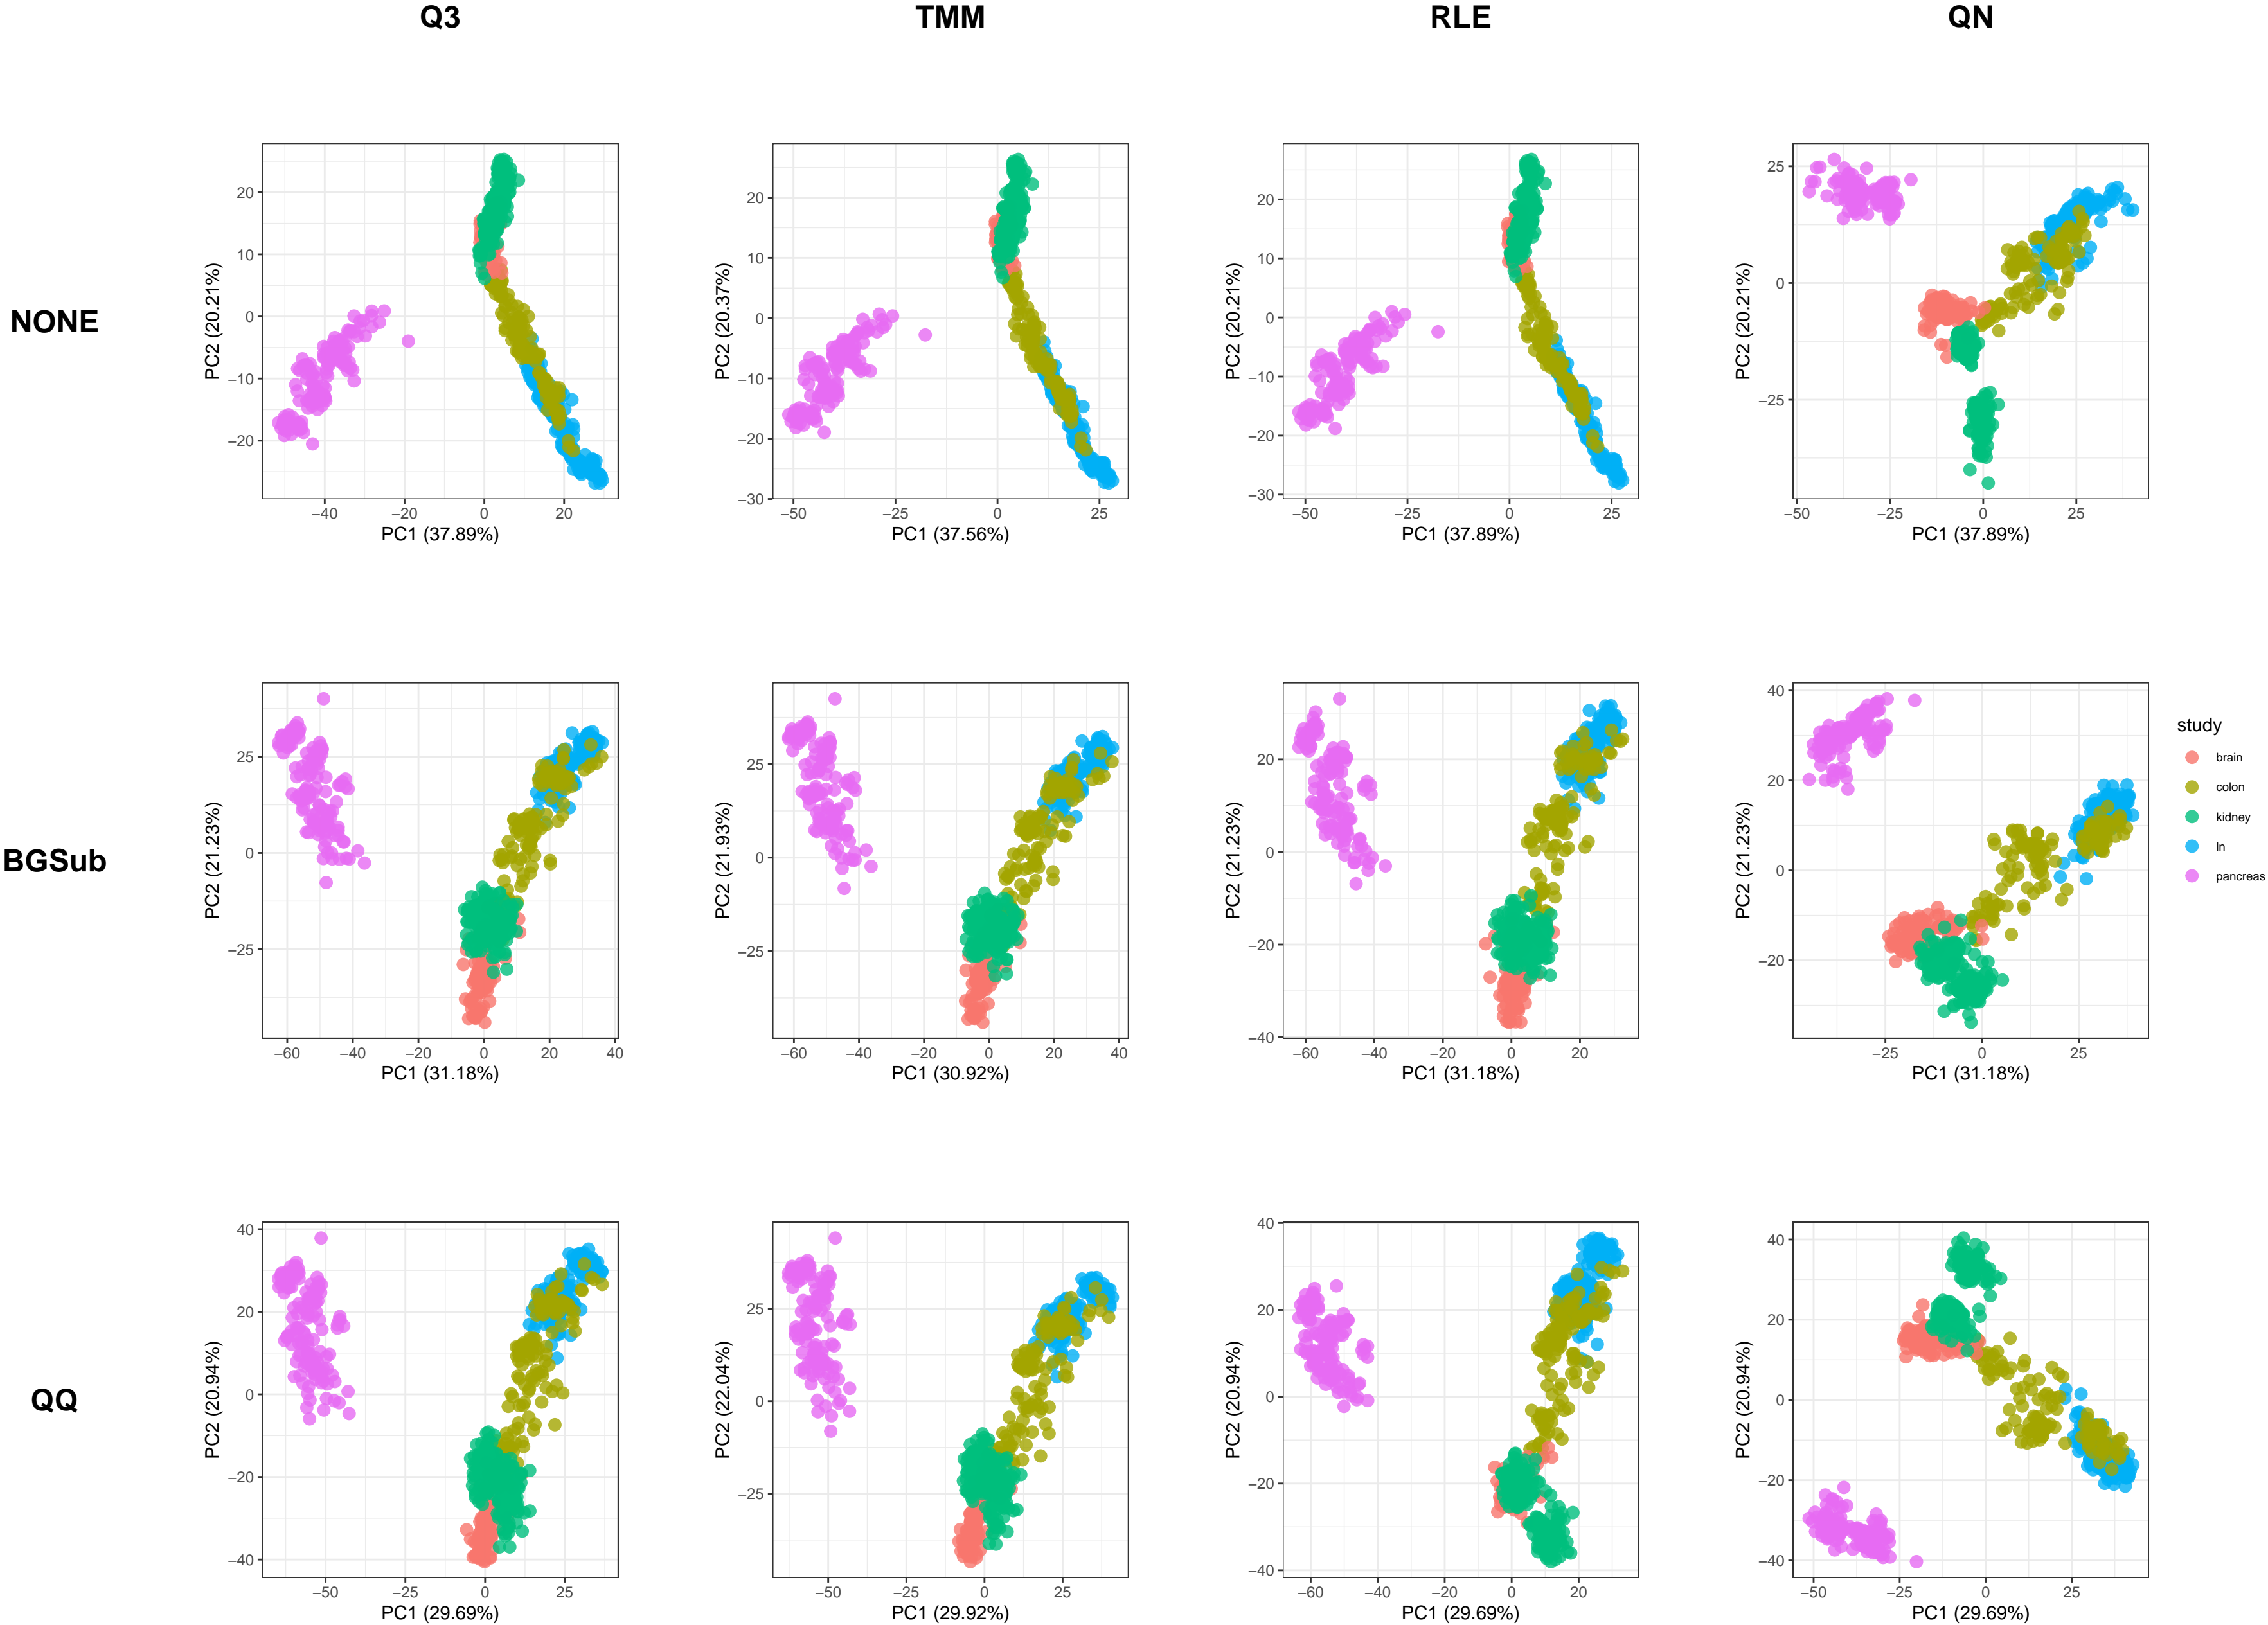 Q3 TMM RLE QN
NONE
20
10
0
−10
−20
−40 −20 0 20
PC1 (37.89%)
PC2 (20.21%)
20
10
0
−10
−20
−30
−50 −25 0 25
PC1 (37.56%)
PC2 (20.37%)
20
10
0
−10
−20
−30
−50 −25 0 25
PC1 (37.89%)
PC2 (20.21%)
25
0
−25
−50 −25 0 25
PC1 (37.89%)
PC2 (20.21%)
BGSub
25
0
−25
−60 −40 −20 0 20 40
PC1 (31.18%)
PC2 (21.23%)
25
0
−25
−60 −40 −20 0 20 40
PC1 (30.92%)
PC2 (21.93%)
20
0
−20
−40
−60 −40 −20 0 20
PC1 (31.18%)
PC2 (21.23%)
40
20
0
−20
−25 0 25
PC1 (31.18%)
PC2 (21.23%)
study
brain
colon
kidney
ln
pancreas
QQ
40
20
0
−20
−40
−50 −25 0 25
PC1 (29.69%)
PC2 (20.94%)
25
0
−25
−50 −25 0 25
PC1 (29.92%)
PC2 (22.04%)
40
20
0
−20
−40
−60 −40 −20 0 20
PC1 (29.69%)
PC2 (20.94%)
40
20
0
−20
−40
−50 −25 0 25
PC1 (29.69%)
PC2 (20.94%)